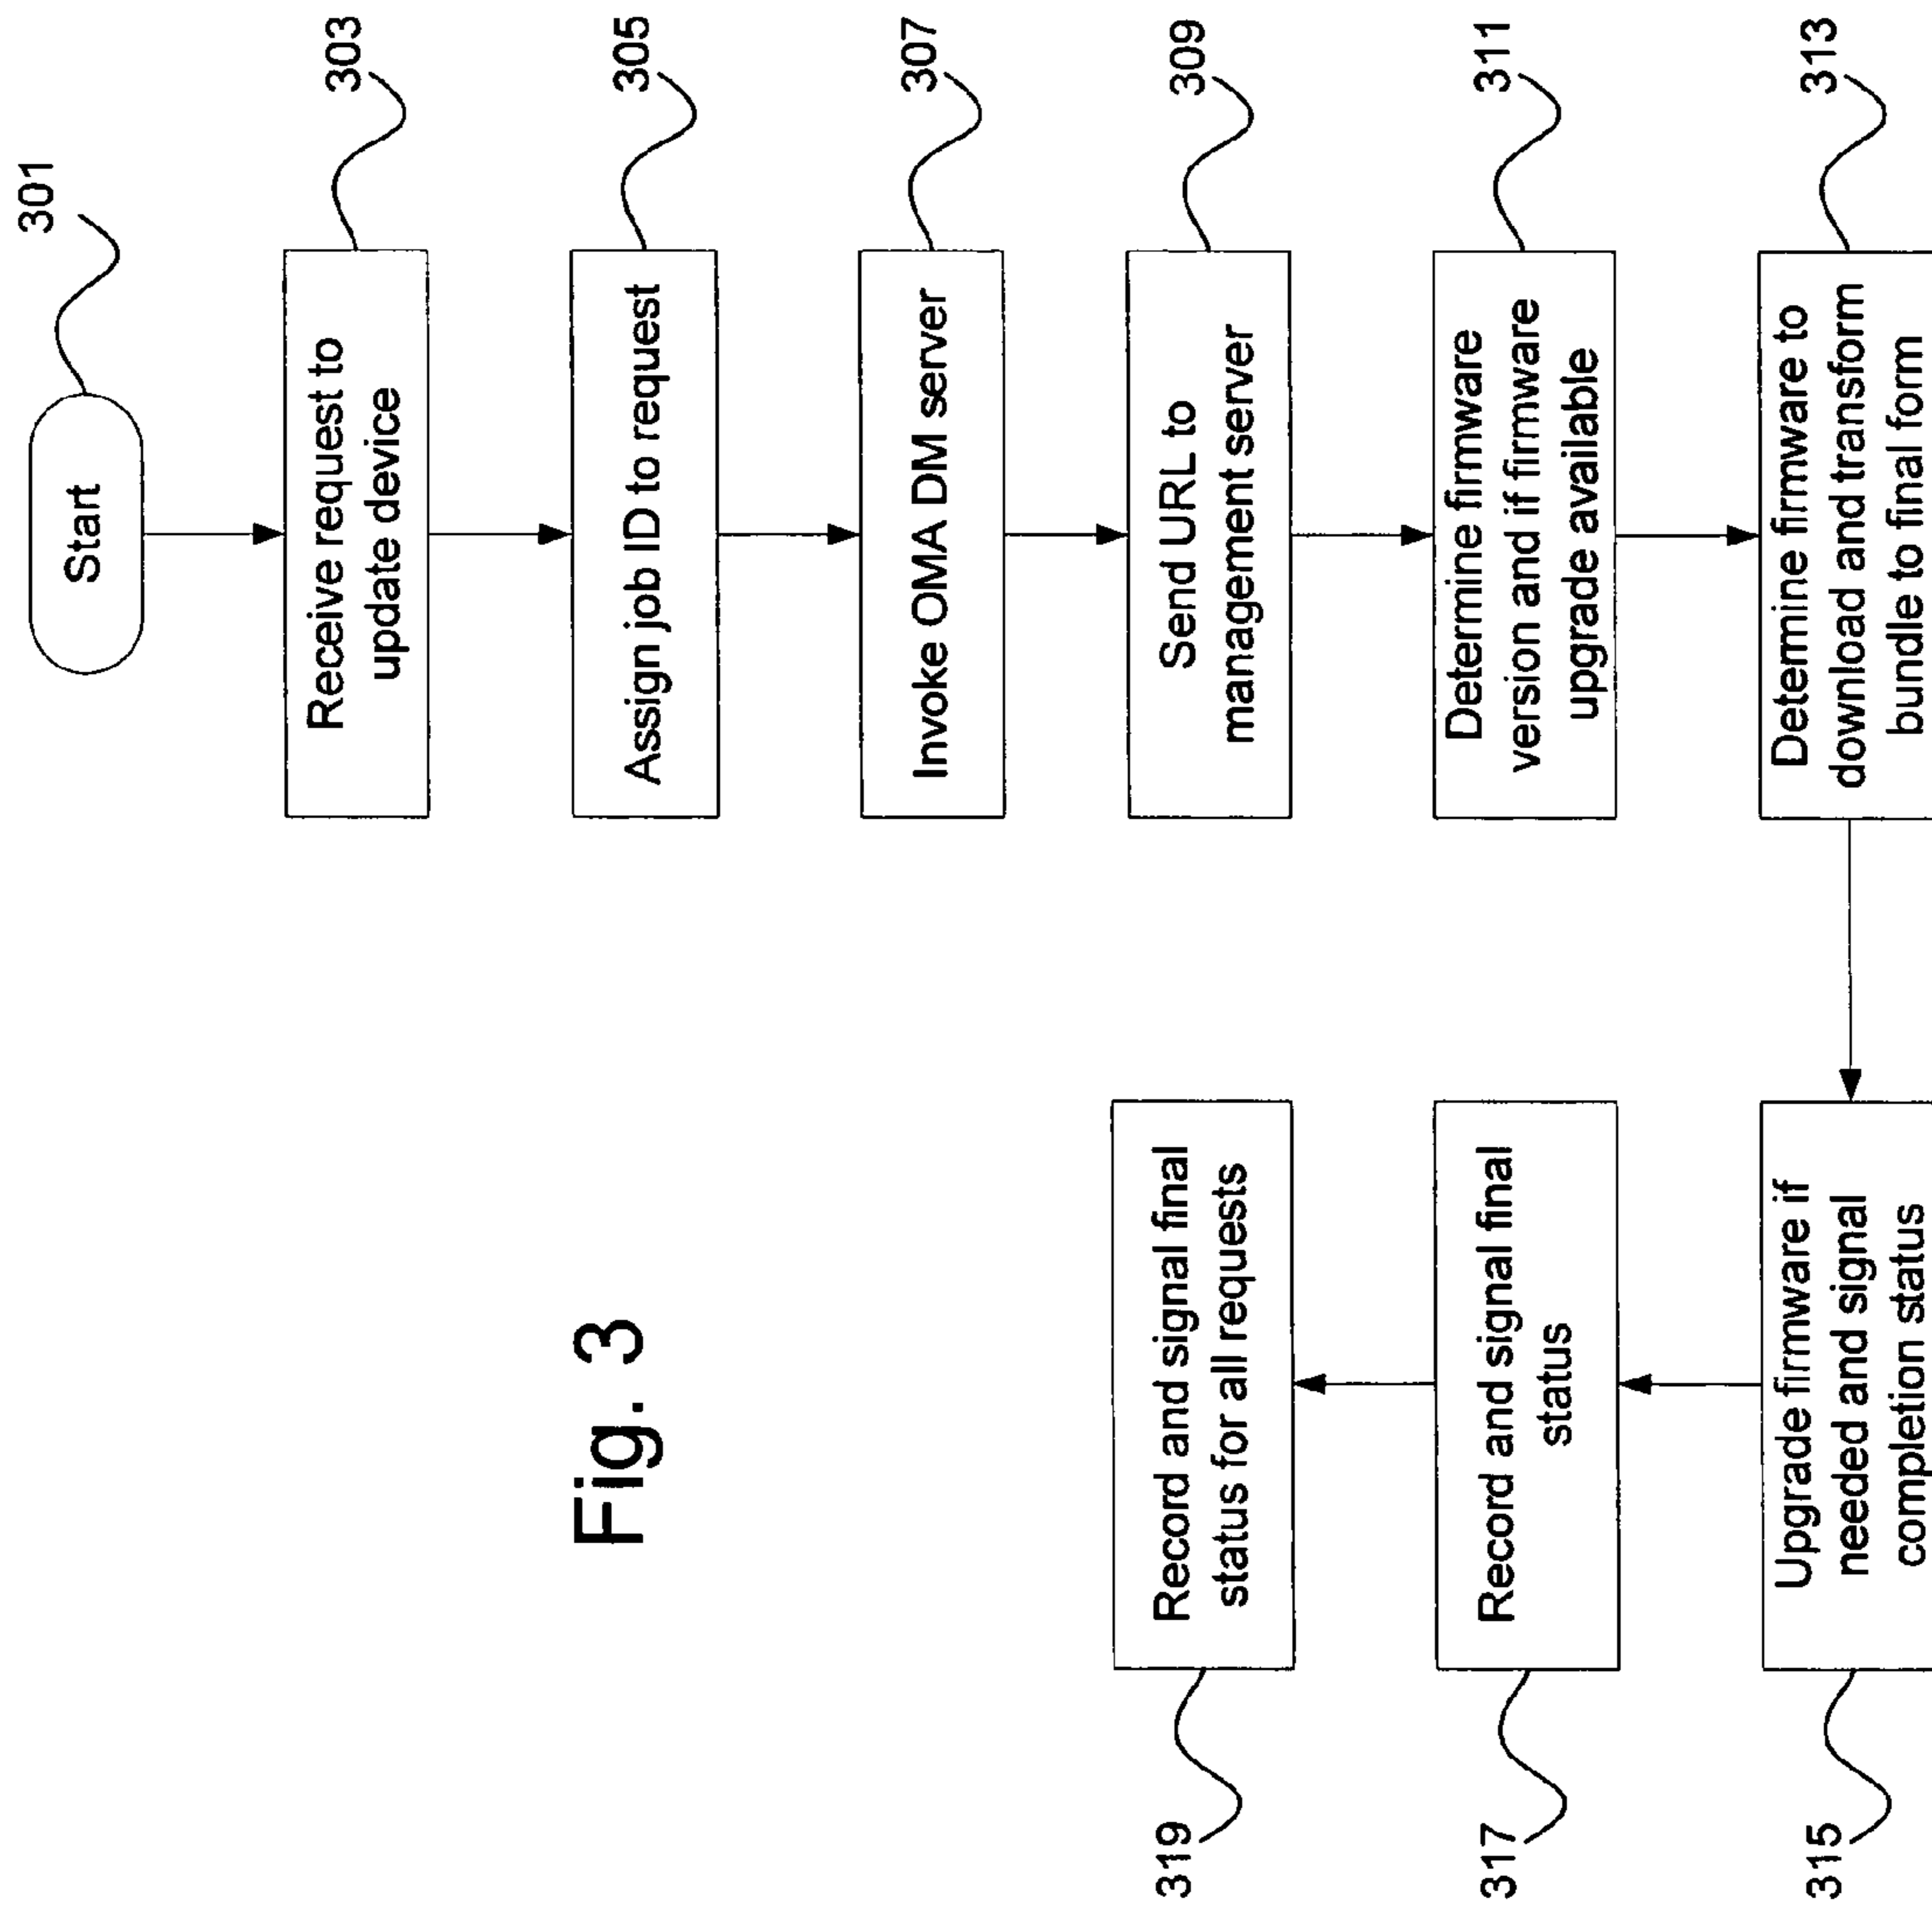 301
Start
303
Receive request to
update device
305
Assign job ID to request
307
Invoke OMA DM server
309
Send URL to
management server
311
Determine firmware
version and if firmware
upgrade available
313
Determine firmware to
download and transform
bundle to final form
315
Upgrade firmware if
needed and signal
completion status
317
Record and signal final
status
319
Record and signal final
status for all requests
Fig. 3